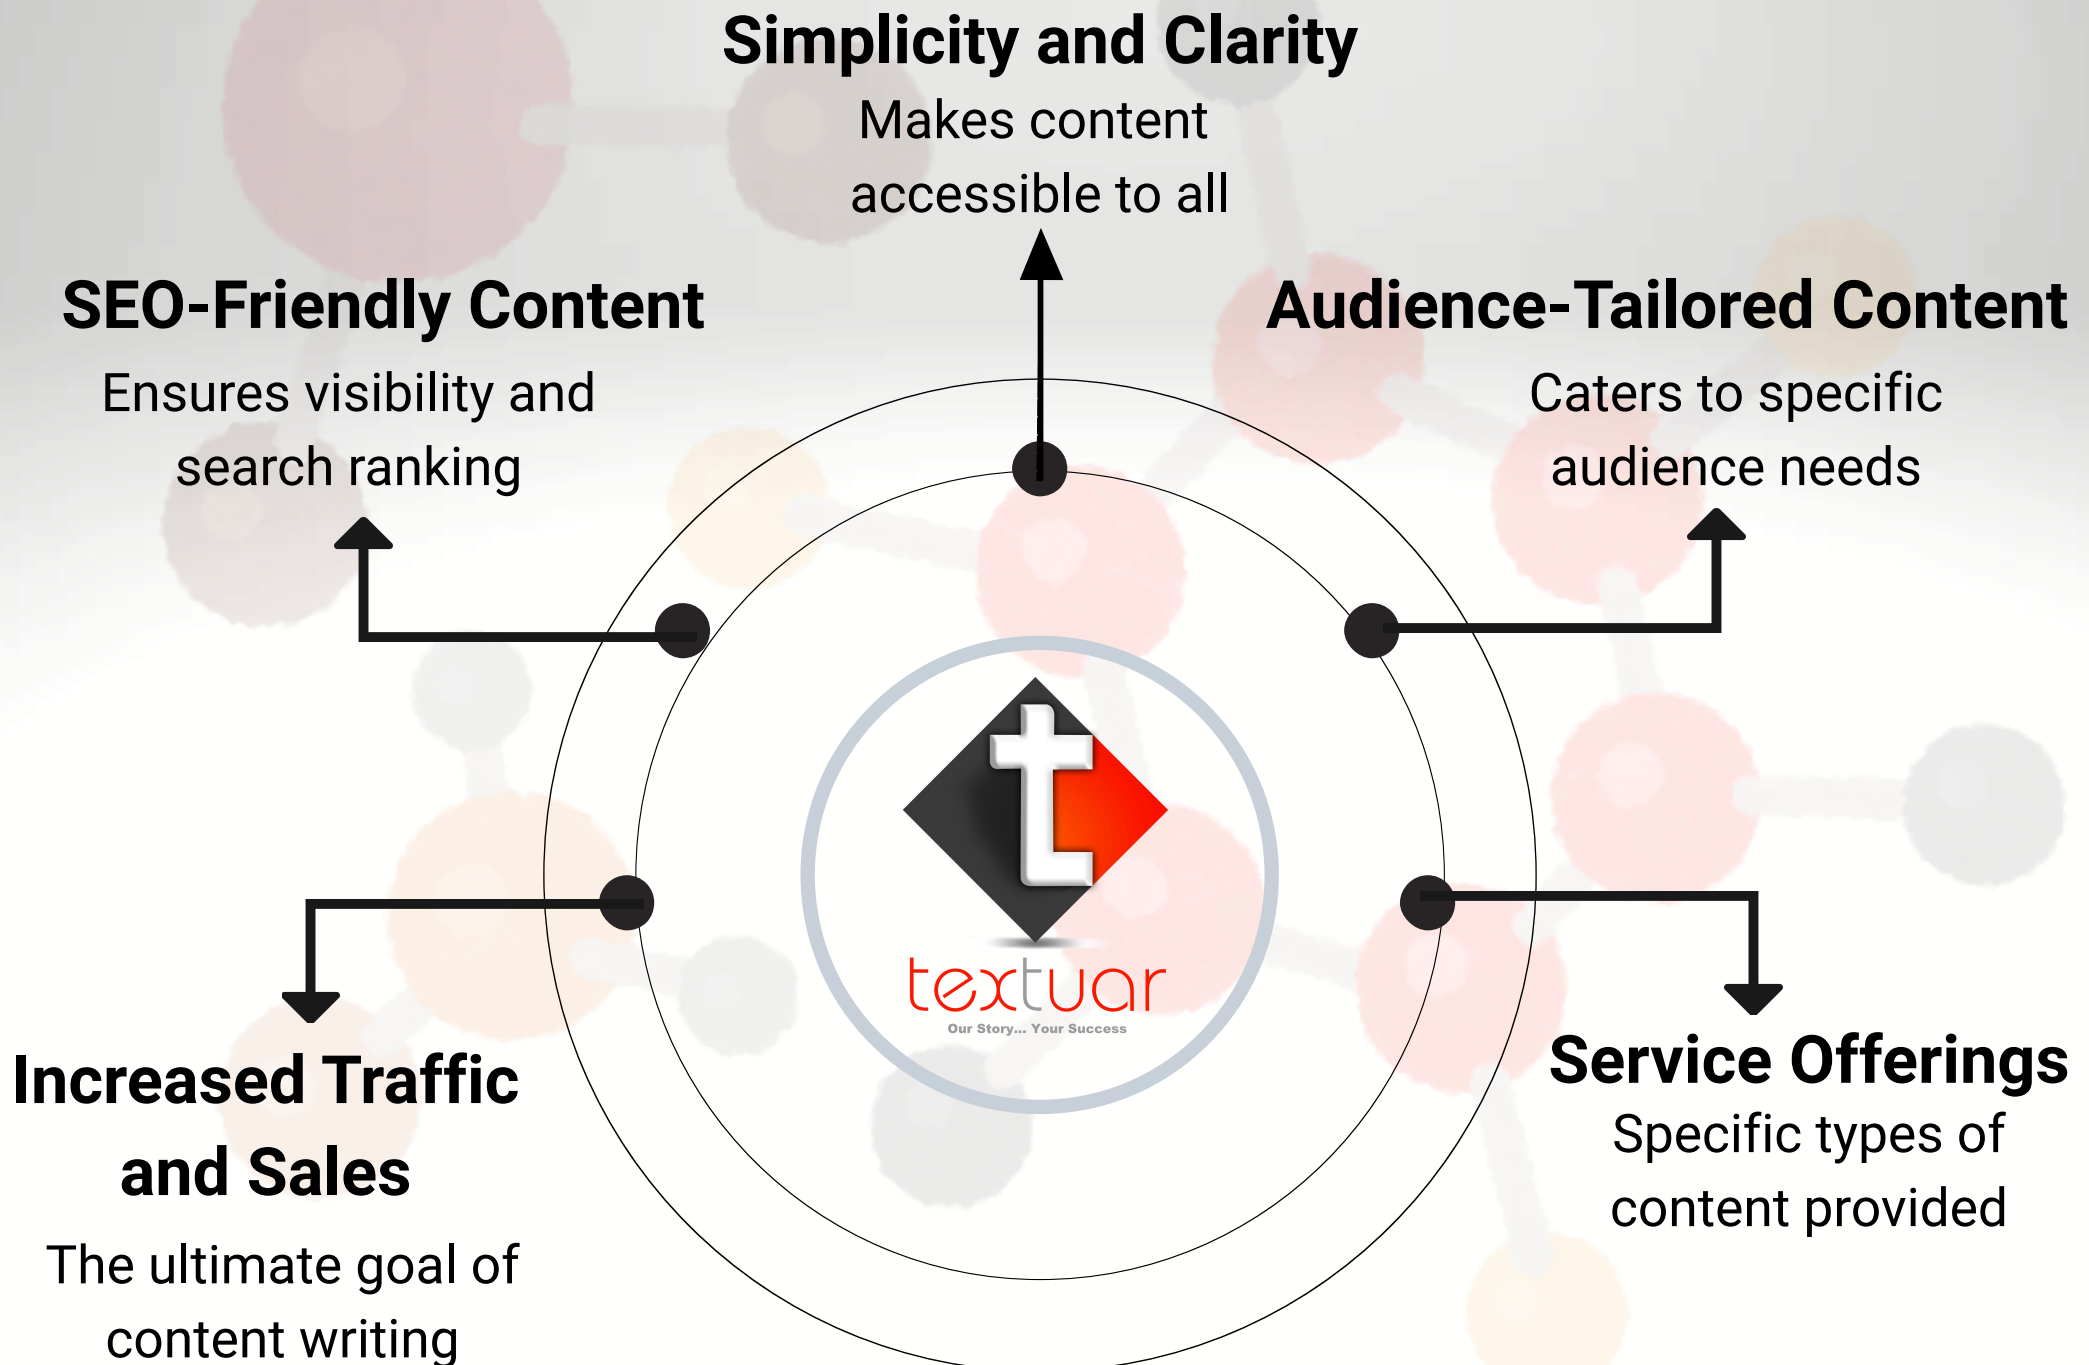 Simplicity and Clarity
Makes content
accessible to all
SEO-Friendly Content
Ensures visibility and
search ranking
Audience-Tailored Content
Caters to specific
audience needs
t
textuar
Our Story... Your Success
Increased Traffic
and Sales
The ultimate goal of
content writing
Service Offerings
Specific types of
content provided